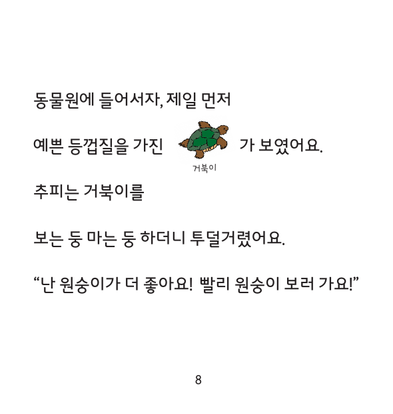 동물원에 들어서자, 제일 먼저
예쁜 등껍질을 가진 가 보였어요.
거북이
추피는 거북이를
보는 둥 마는 둥 하더니 투덜거렸어요.
“난 원숭이가 더 좋아요! 빨리 원숭이 보러 가요!”
8